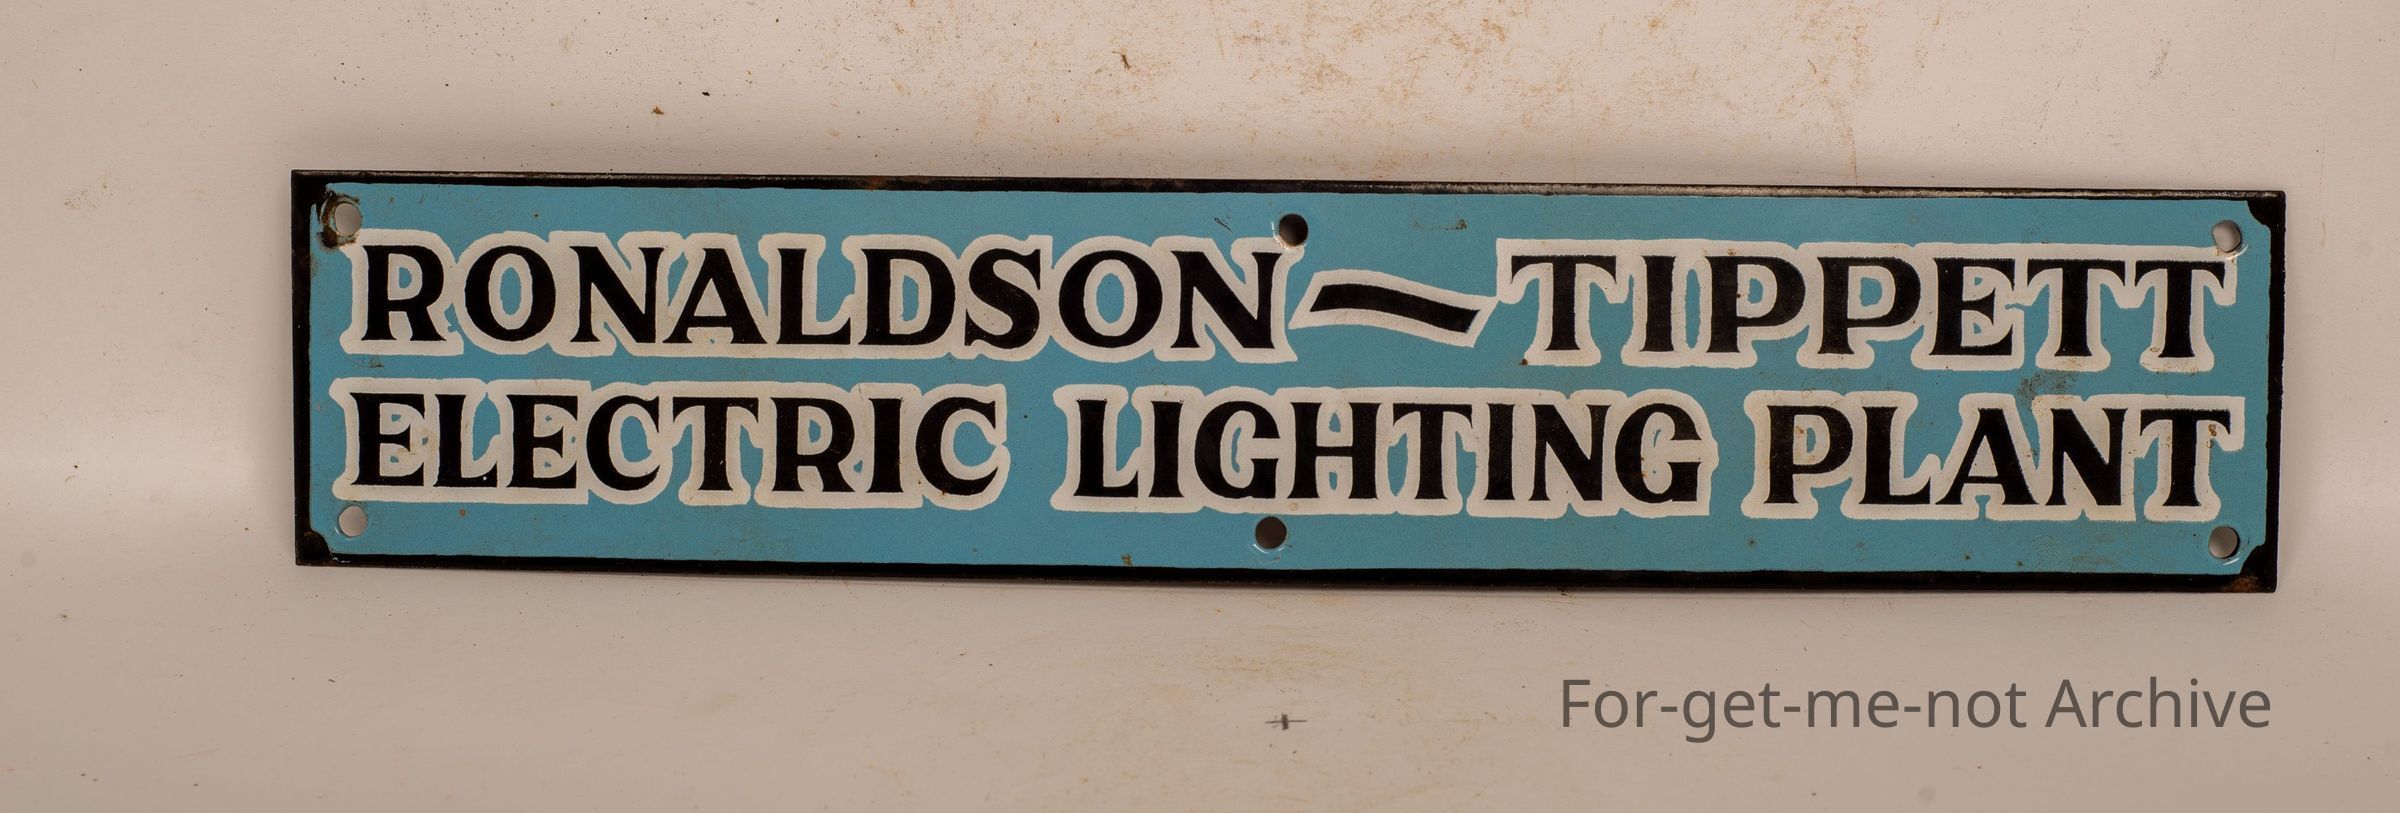 RONALDSON—TIPPETT
ELECTRIC LIGHTING PLANT
For-get-me-not Archive